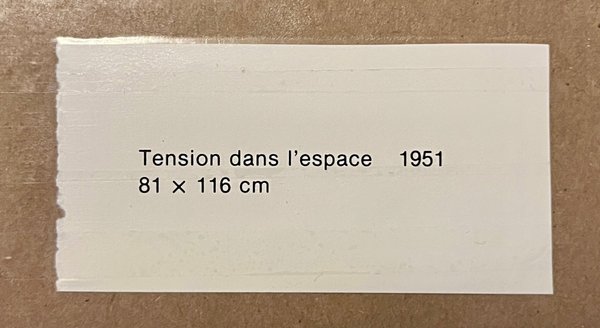 Tension dans l'espace 1951
81 × 116 cm